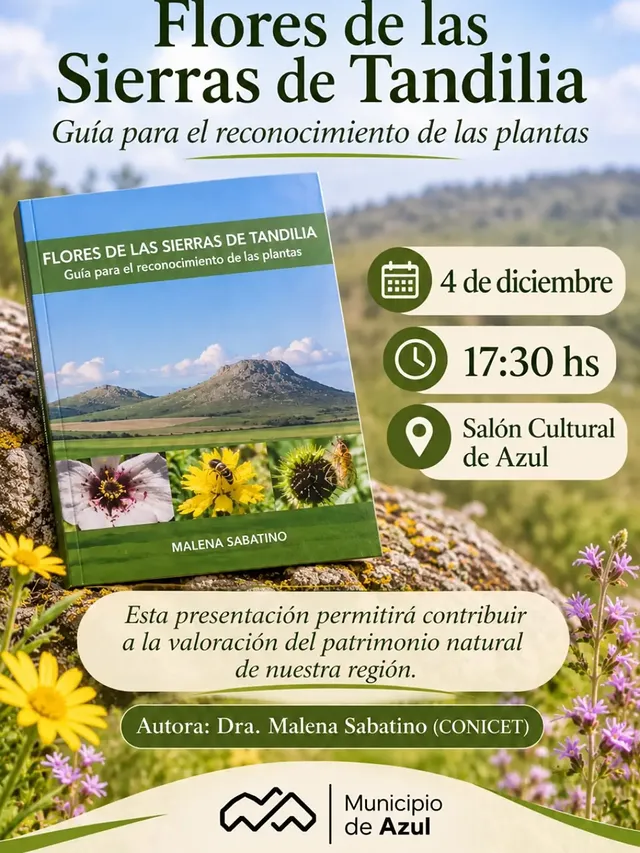 Flores de las
Sierras de Tandilia
Guía para el reconocimiento de las plantas
FLORES DE LAS SIERRAS DE TANDILIA
Guía para el reconocimiento de las plantas
MALENA SABATINO
4 de diciembre
17:30 hs
Salón Cultural
de Azul
Esta presentación permitirá contribuir
a la valoración del patrimonio natural
de nuestra región.
Autora: Dra. Malena Sabatino (CONICET)
Municipio
de Azul